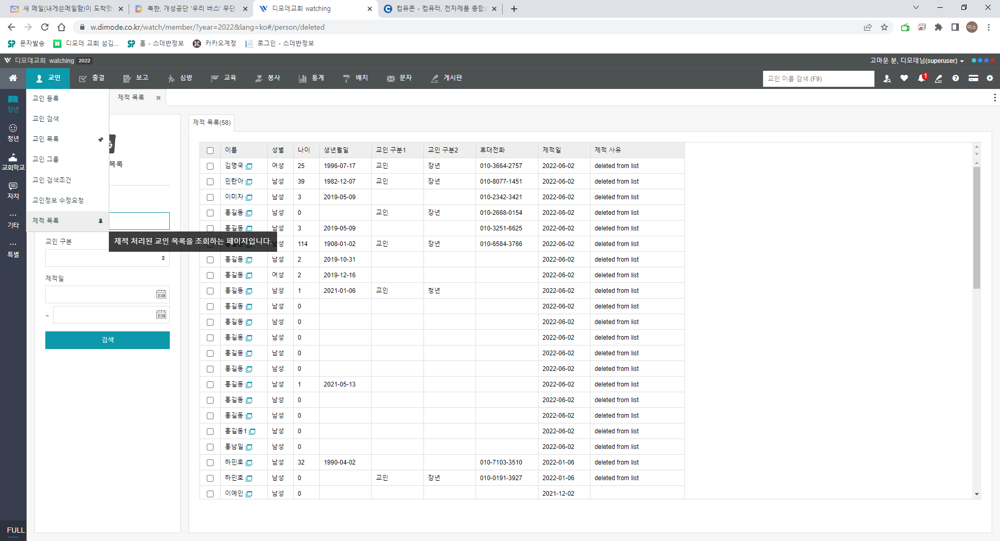 새 메일(내게쓴메일함)이 도착했
북한, 개성공단 '우리 버스' 무단
디모데교회 watching
컴퓨존 - 컴퓨터, 전자제품 종합
w.dimode.co.kr/watch/member/?year=2022&lang=ko#/person/deleted
미소
문자발송
디모데 교회 섬김...
홈 - 스데반정보
카카오계정
로그인 - 스데반정보
디모데교회 watching 2022
고마운 분, 디모데님(superuser)
교인
출결
보고
심방
교육
봉사
통계
배치
문자
게시판
교인 이름 검색 (F9)
1
장년
청년
교회학교
자치
기타
특별
FULL
교인 등록
교인 검색
교인 목록
교인 그룹
교인 검색조건
교인정보 수정요청
제적 목록
제적 목록
목록
제적 처리된 교인 목록을 조회하는 페이지입니다.
교인 구분
제적일
~
검색
제적 목록(58)
이름 성별 나이 생년월일 교인 구분1 교인 구분2 휴대전화 제적일 제적 사유
김명국 여성 25 1996-07-17 교인 장년 010-3664-2757 2022-06-02 deleted from list
민란아 남성 39 1982-12-07 교인 장년 010-8077-1451 2022-06-02 deleted from list
이미자 남성 3 2019-05-09 010-2342-3421 2022-06-02 deleted from list
홍길동 남성 0 교인 장년 010-2668-0154 2022-06-02 deleted from list
홍길동 남성 3 2019-05-09 010-3251-6625 2022-06-02 deleted from list
남성 114 1908-01-02 교인 장년 010-6584-3766 2022-06-02 deleted from list
홍길동 남성 2 2019-10-31 2022-06-02 deleted from list
홍길동 여성 2 2019-12-16 2022-06-02 deleted from list
홍길동 남성 1 2021-01-06 교인 청년 2022-06-02 deleted from list
홍길동 남성 0 2022-06-02 deleted from list
홍길동 남성 0 2022-06-02 deleted from list
홍길동 남성 0 2022-06-02 deleted from list
홍길동 남성 0 2022-06-02 deleted from list
홍길동 남성 0 2022-06-02 deleted from list
홍길동 남성 1 2021-05-13 2022-06-02 deleted from list
홍길동 남성 0 2022-06-02 deleted from list
홍길동 남성 0 2022-06-02 deleted from list
홍길동1 남성 0 2022-06-02 deleted from list
홍남일 남성 0 2022-06-02 deleted from list
하민호 남성 32 1990-04-02 010-7103-3510 2022-01-06 deleted from list
하민호 남성 0 교인 장년 010-0191-3927 2022-01-06 deleted from list
이예인 남성 0 2021-12-02